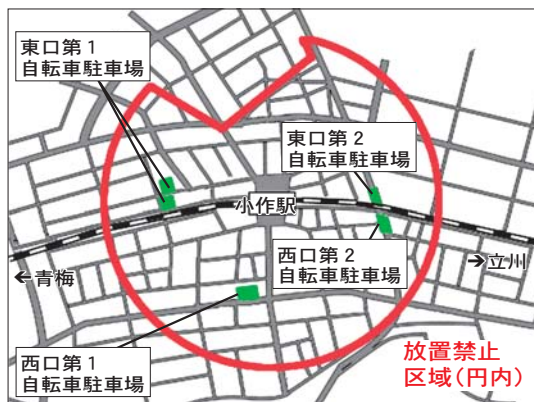 東口第1
自転車駐車場
東口第2
自転車駐車場
小作駅
←青梅
西口第2
自転車駐車場
→立川
西口第1
自転車駐車場
放置禁止
区域(円内)